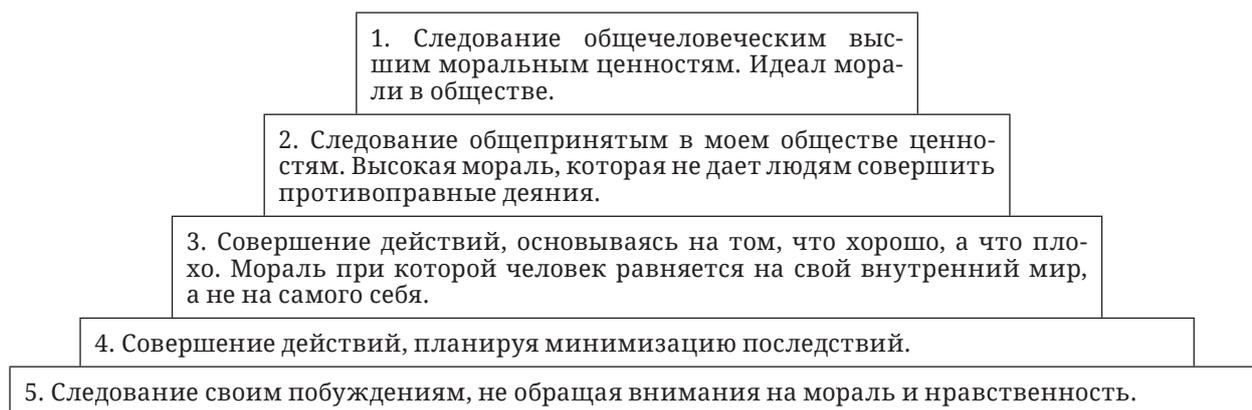 1. Следование общечеловеческим выс-
шим моральным ценностям. Идеал мора-
ли в обществе.
2. Следование общепринятым в моем обществе ценно-
стям. Высокая мораль, которая не дает людям совершить
противоправные деяния.
3. Совершение действий, основываясь на том, что хорошо, а что пло-
хо. Мораль при которой человек равняется на свой внутренний мир,
а не на самого себя.
4. Совершение действий, планируя минимизацию последствий.
5. Следование своим побуждениям, не обращая внимания на мораль и нравственность.